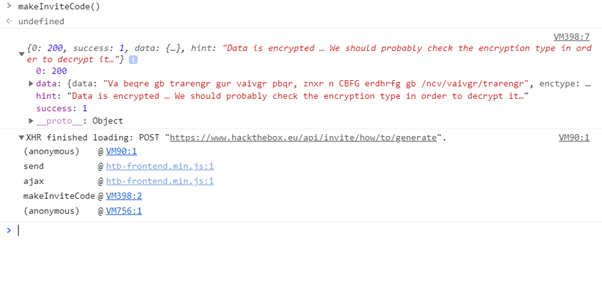 makeInviteCode()
undefined
VM398:7
{0: 200, success: 1, data: {…}, hint: "Data is encrypted … We should probably check the encryption type in ord
er to decrypt it…"}
0: 200
data: {data: "Va beqre gb trarengr gur vaivgr pbqr, znxr n CBFG erdhrfg gb /ncv/vaivgr/trarengr", enctype: …
hint: "Data is encrypted … We should probably check the encryption type in order to decrypt it…"
success: 1
__proto__: Object
XHR finished loading: POST "https://www.hackthebox.eu/api/invite/how/to/generate". VM90:1
(anonymous) @ VM90:1
send @ htb-frontend.min.js:1
ajax @ htb-frontend.min.js:1
makeInviteCode @ VM398:2
(anonymous) @ VM756:1